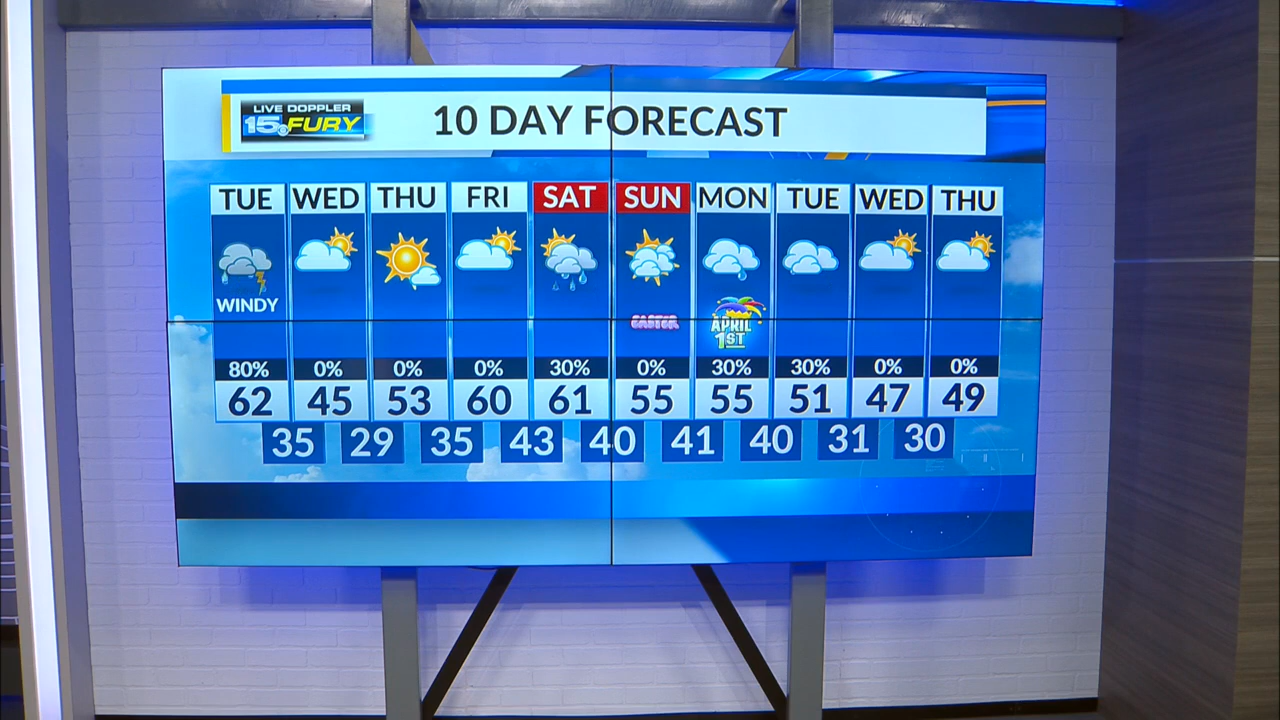 LIVE DOPPLER
15 FURY
10 DAY FORECAST
TUE WED THU FRI SAT SUN MON TUE WED THU
WINDY
EASTER
APRIL
1ST
80% 0% 0% 0% 30% 0% 30% 30% 0% 0%
62 45 53 60 61 55 55 51 47 49
35 29 35 43 40 41 40 31 30